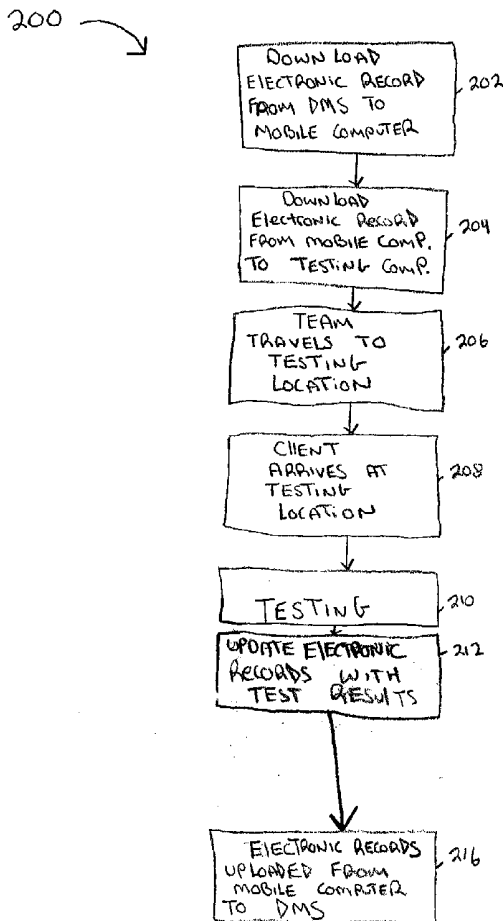 200
DOWNLOAD
ELECTRONIC RECORD
FROM DMS TO
MOBILE COMPUTER
202
DOWNLOAD
ELECTRONIC RECORD
FROM MOBILE COMP.
TO TESTING COMP.
204
TEAM
TRAVELS TO
TESTING
LOCATION
206
CLIENT
ARRIVES AT
TESTING
LOCATION
208
TESTING
210
UPDATE ELECTRONIC
RECORDS WITH
TEST RESULTS
212
ELECTRONIC RECORDS
UPLOADED FROM
MOBILE COMPUTER
TO DMS
216